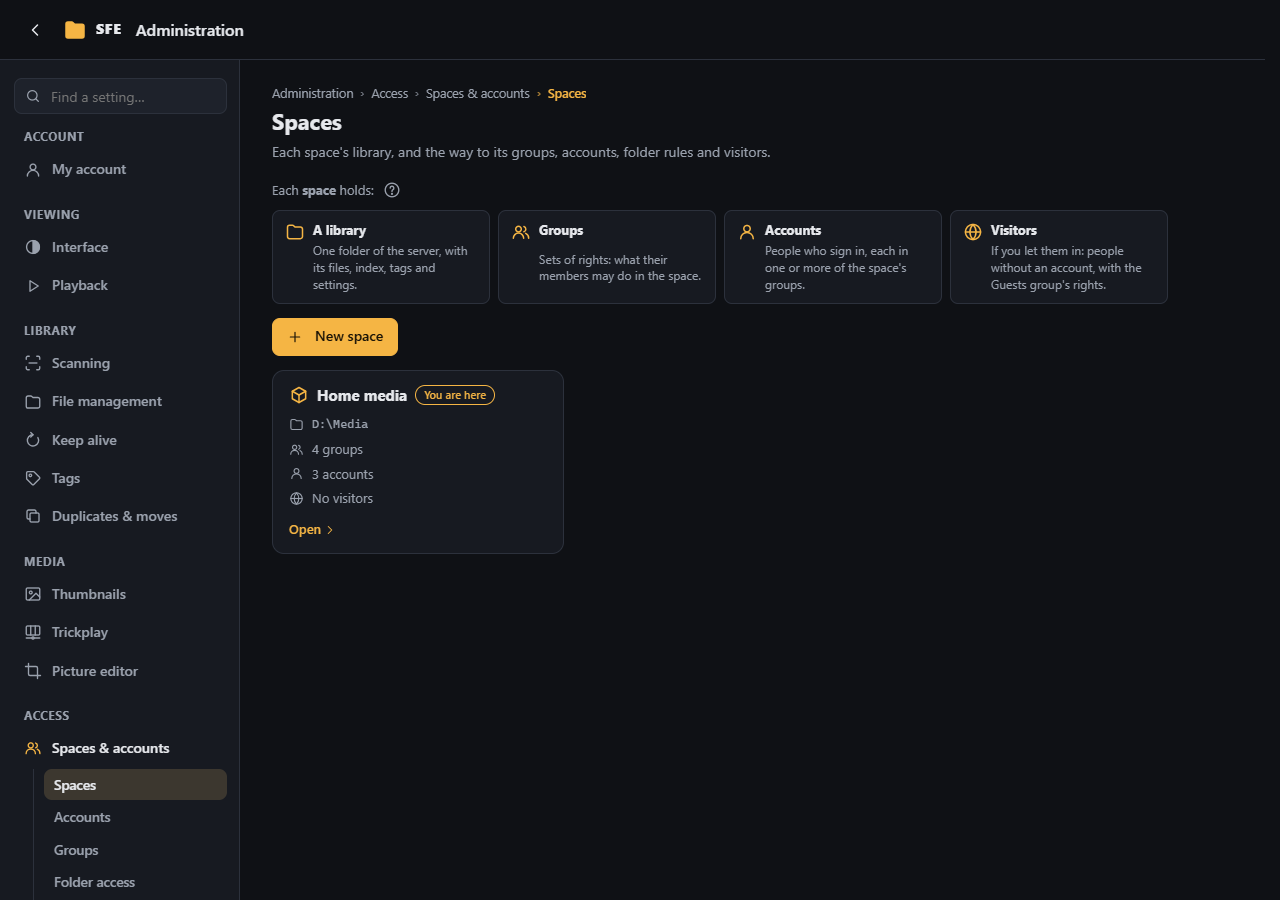 SFE Administration
Find a setting...
ACCOUNT
My account
VIEWING
Interface
Playback
LIBRARY
Scanning
File management
Keep alive
Tags
Duplicates & moves
MEDIA
Thumbnails
Trickplay
Picture editor
ACCESS
Spaces & accounts
Spaces
Accounts
Groups
Folder access
Administration › Access › Spaces & accounts › Spaces
Spaces
Each space's library, and the way to its groups, accounts, folder rules and visitors.
Each space holds: ?
A library
One folder of the server, with
its files, index, tags and
settings.
Groups
Sets of rights: what their
members may do in the space.
Accounts
People who sign in, each in
one or more of the space's
groups.
Visitors
If you let them in: people
without an account, with the
Guests group's rights.
+ New space
Home media You are here
D:\Media
4 groups
3 accounts
No visitors
Open ›